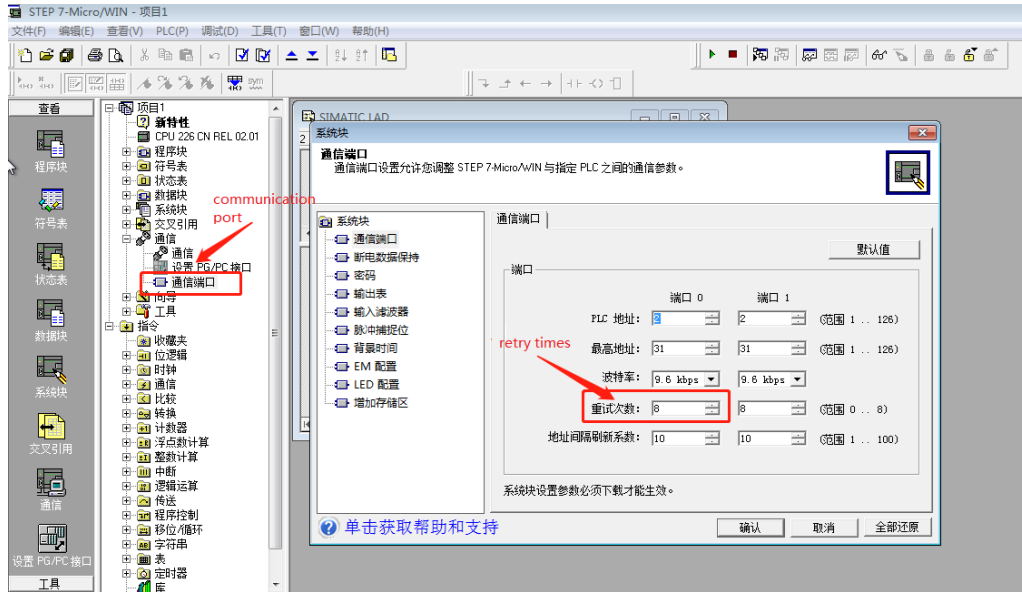 STEP 7-Micro/WIN - 项目1
文件(F) 编辑(E) 查看(V) PLC(P) 调试(D) 工具(T) 窗口(W) 帮助(H)
查看
程序块
符号表
状态表
数据块
系统块
交叉引用
通信
设置 PG/PC 接口
工具
项目1
新特性
CPU 226 CN REL 02.01
程序块
符号表
状态表
数据块
系统块
交叉引用
通信
通信
设置 PG/PC 接口
通信端口
向导
工具
指令
收藏夹
位逻辑
时钟
通信
比较
转换
计数器
浮点数计算
整数计算
中断
逻辑运算
传送
程序控制
移位/循环
字符串
表
定时器
库
communication
port
SIMATIC LAD
系统块
通信端口
通信端口设置允许您调整 STEP 7-Micro/WIN 与指定 PLC 之间的通信参数。
系统块
通信端口
断电数据保持
密码
输出表
输入滤波器
脉冲捕捉位
背景时间
EM 配置
LED 配置
增加存储区
通信端口
默认值
端口
端口 0 端口 1
PLC 地址: 2 2 (范围 1 .. 126)
最高地址: 31 31 (范围 1 .. 126)
retry times
波特率: 9.6 kbps 9.6 kbps
重试次数: 8 8 (范围 0 .. 8)
地址间隔刷新系数: 10 10 (范围 1 .. 100)
系统块设置参数必须下载才能生效。
单击获取帮助和支持
确认 取消 全部还原